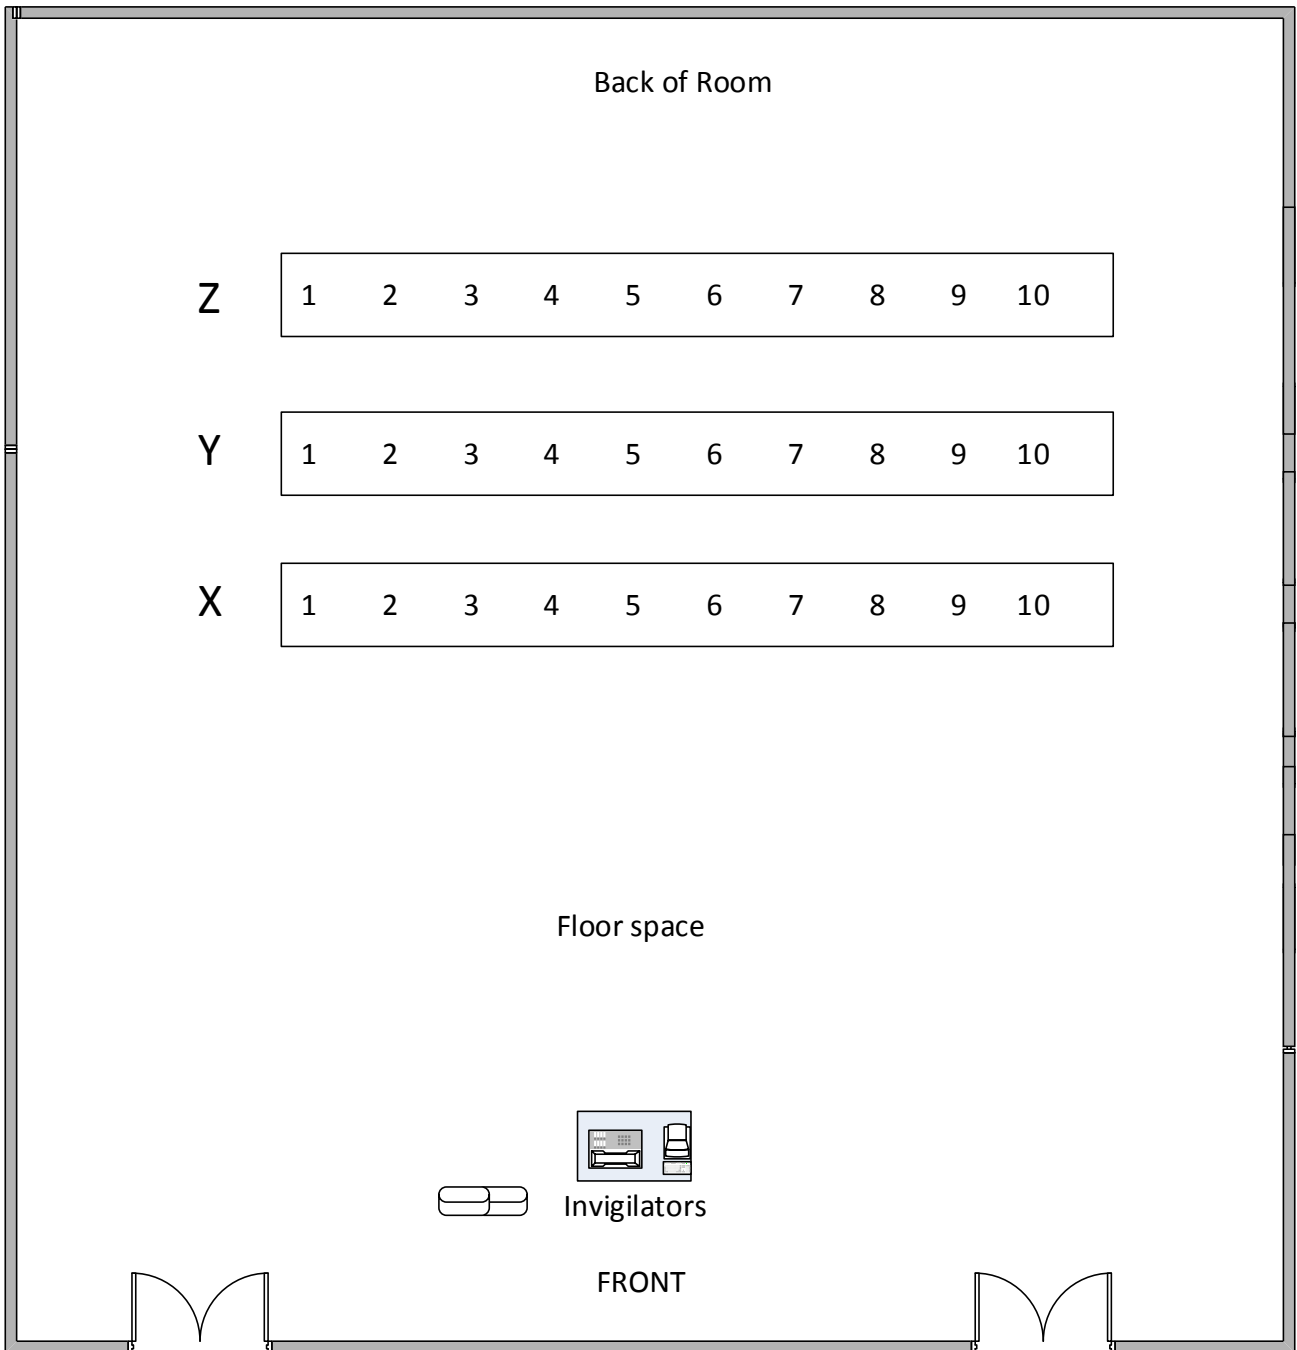 Back of Room
Z 1 2 3 4 5 6 7 8 9 10
Y 1 2 3 4 5 6 7 8 9 10
X 1 2 3 4 5 6 7 8 9 10
Floor space
Invigilators
FRONT